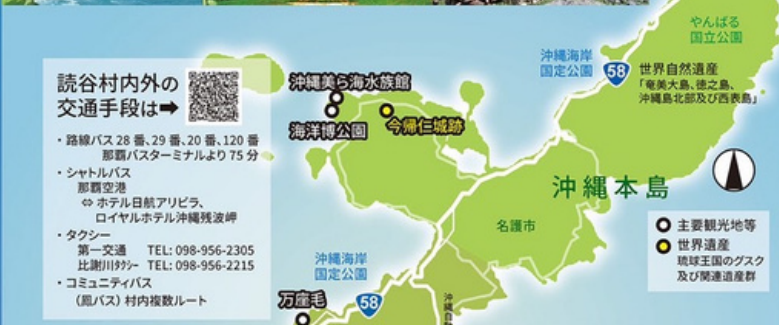 読谷村内外の
交通手段は➡
・路線バス 28 番、29 番、20 番、120 番
那覇バスターミナルより 75 分
・シャトルバス
那覇空港
⇔ ホテル日航アリビラ、
ロイヤルホテル沖縄残波岬
・タクシー
第一交通 TEL: 098-956-2305
比謝川タクシー TEL: 098-956-2215
・コミュニティバス
（鳳バス）村内複数ルート
沖縄美ら海水族館
海洋博公園
今帰仁城跡
沖縄海岸
国定公園
58
やんばる
国立公園
世界自然遺産
「奄美大島、徳之島、
沖縄島北部及び西表島」
沖縄本島
名護市
主要観光地等
世界遺産
琉球王国のグスク
及び関連遺産群
沖縄海岸
国定公園
万座毛
58
沖縄自